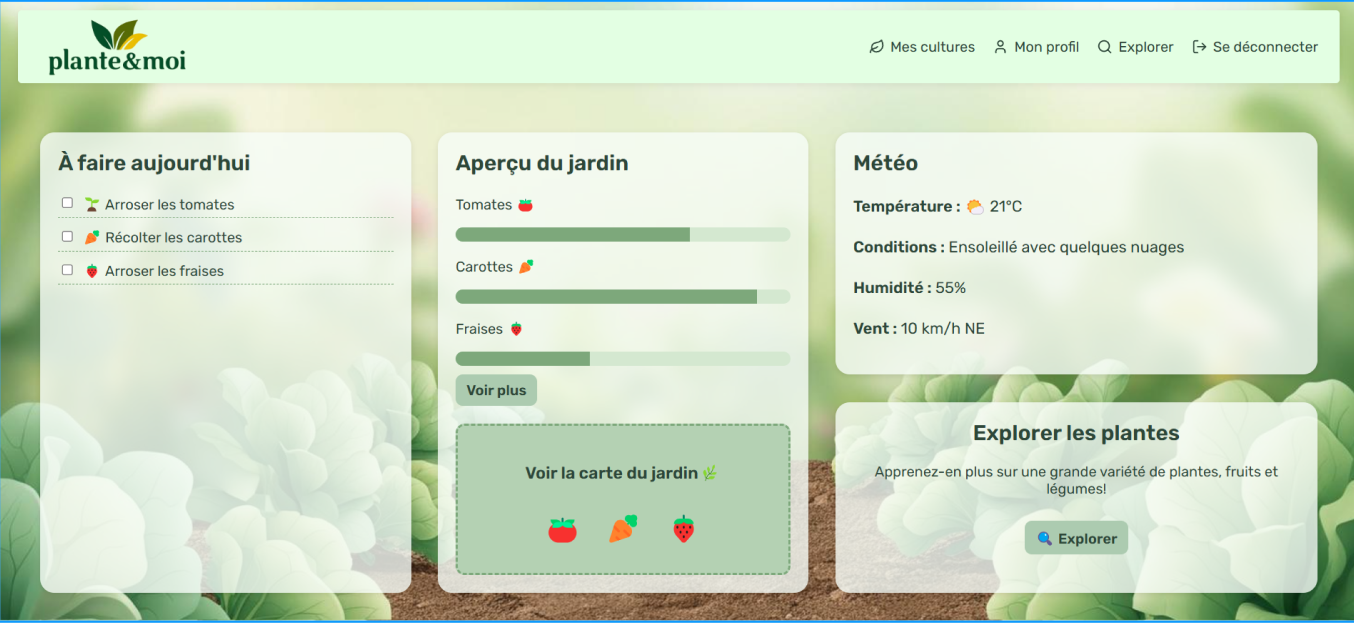 plante&moi
Mes cultures
Mon profil
Explorer
Se déconnecter
À faire aujourd'hui
Arroser les tomates
Récolter les carottes
Arroser les fraises
Aperçu du jardin
Tomates
Carottes
Fraises
Voir plus
Voir la carte du jardin
Météo
Température : 21°C
Conditions : Ensoleillé avec quelques nuages
Humidité : 55%
Vent : 10 km/h NE
Explorer les plantes
Apprenez-en plus sur une grande variété de plantes, fruits et
légumes!
Explorer